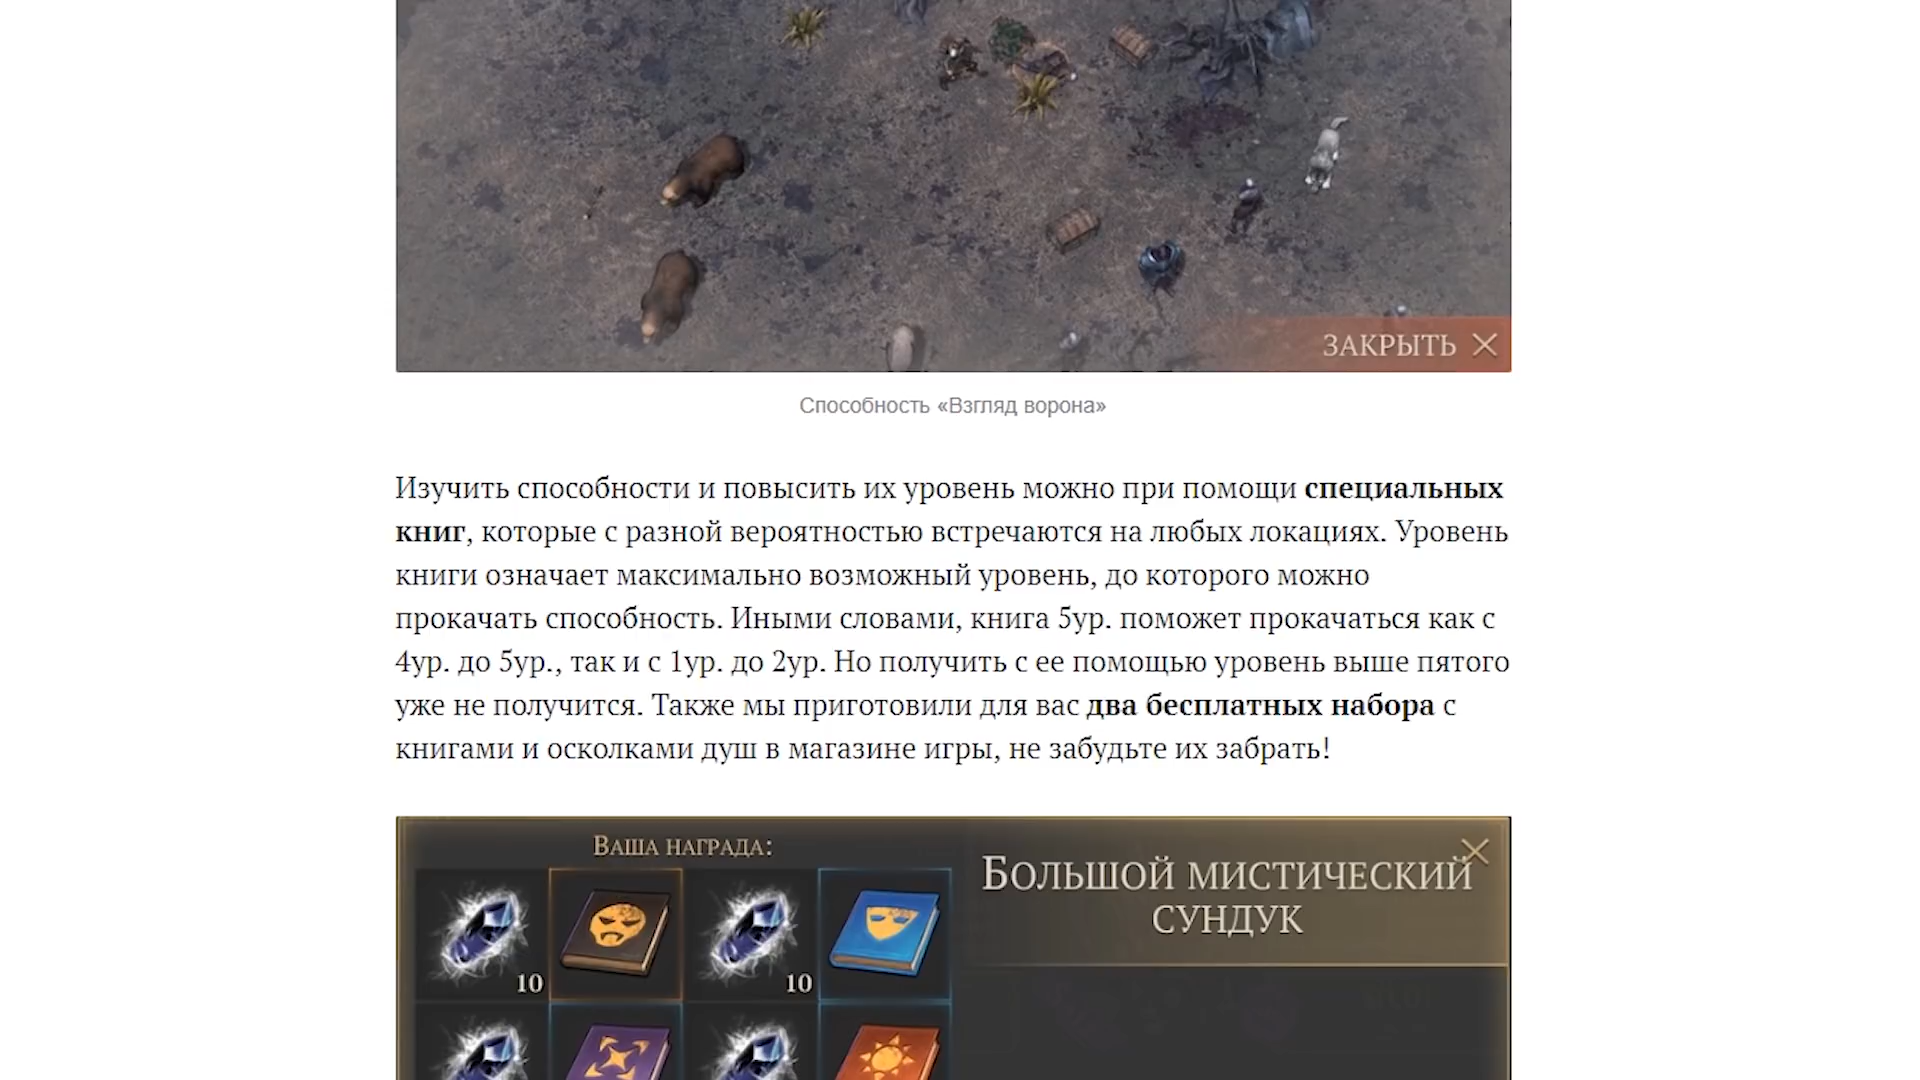 ЗАКРЫТЬ
Способность «Взгляд ворона»
Изучить способности и повысить их уровень можно при помощи специальных
книг, которые с разной вероятностью встречаются на любых локациях. Уровень
книги означает максимально возможный уровень, до которого можно
прокачать способность. Иными словами, книга 5ур. поможет прокачаться как с
4ур. до 5ур., так и с 1ур. до 2ур. Но получить с ее помощью уровень выше пятого
уже не получится. Также мы приготовили для вас два бесплатных набора с
книгами и осколками душ в магазине игры, не забудьте их забрать!
Ваша награда:
Большой мистический
сундук
10
10